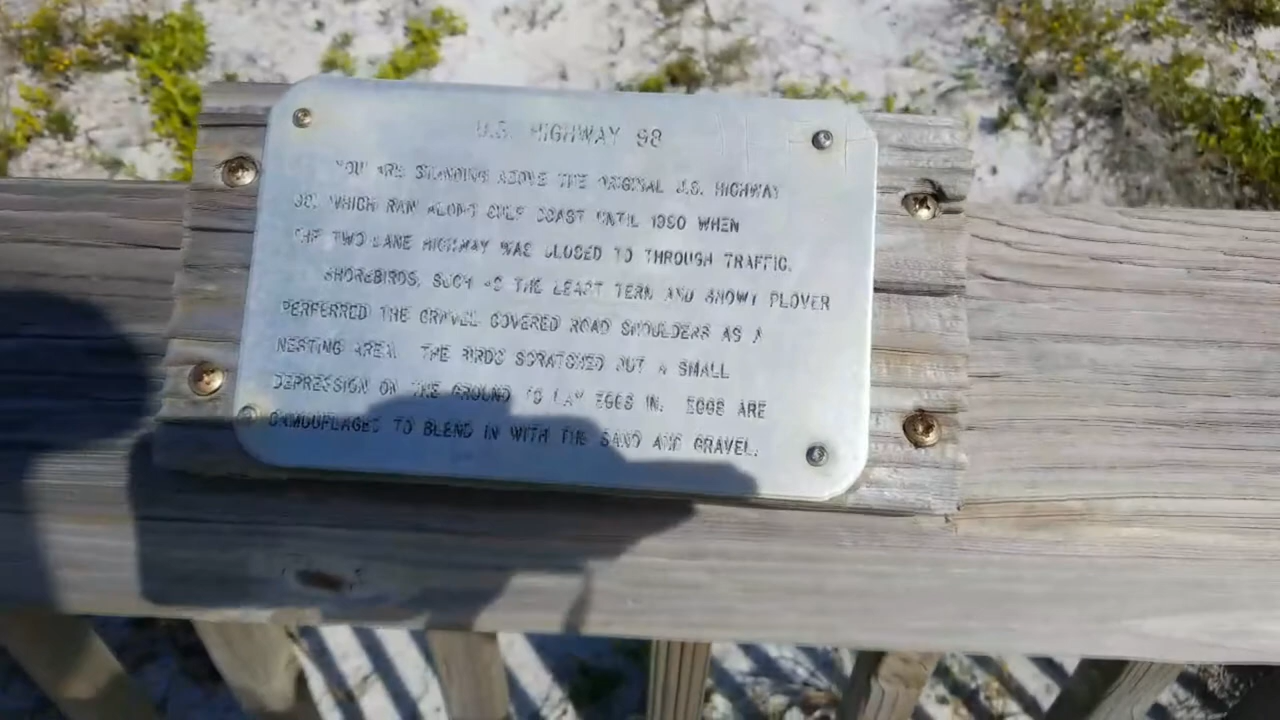 U.S. HIGHWAY 98
YOU ARE STANDING ABOVE THE ORIGINAL U.S. HIGHWAY
98, WHICH RAN ALONG GULF COAST UNTIL 1990 WHEN
THE TWO LANE HIGHWAY WAS CLOSED TO THROUGH TRAFFIC.
SHOREBIRDS, SUCH AS THE LEAST TERN AND SNOWY PLOVER
PERFERRED THE GRAVEL COVERED ROAD SHOULDERS AS A
NESTING AREA. THE BIRDS SCRATCHED OUT A SMALL
DEPRESSION ON THE GROUND TO LAY EGGS IN. EGGS ARE
CAMOUFLAGED TO BLEND IN WITH THE SAND AND GRAVEL.